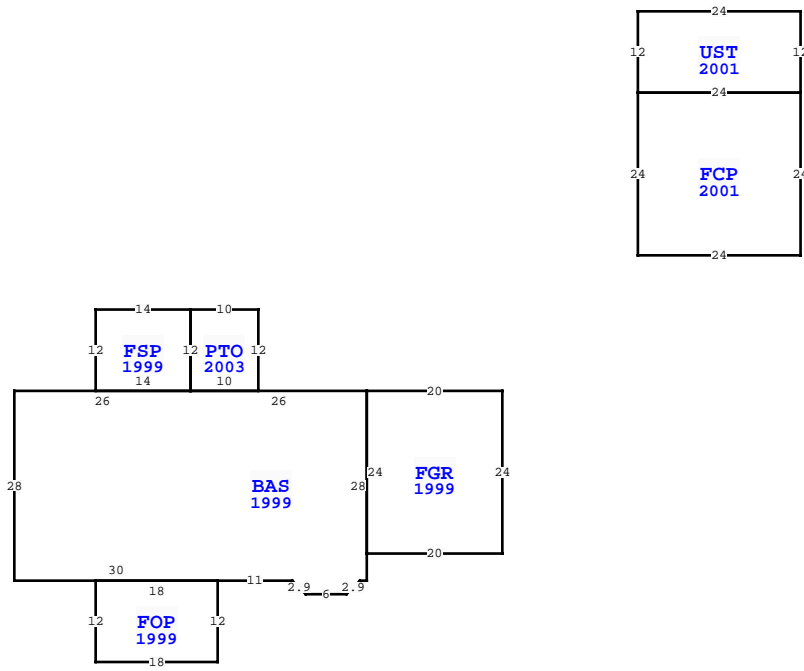 24
12 UST 12
2001
24
24 FCP 24
2001
24
14 10
12 FSP 12 PTO 12
1999 2003
14 10
26 26 20
28 BAS 28 24 FGR 24
1999 1999
20
30
18 11 2.9 6 2.9
12 FOP 12
1999
18